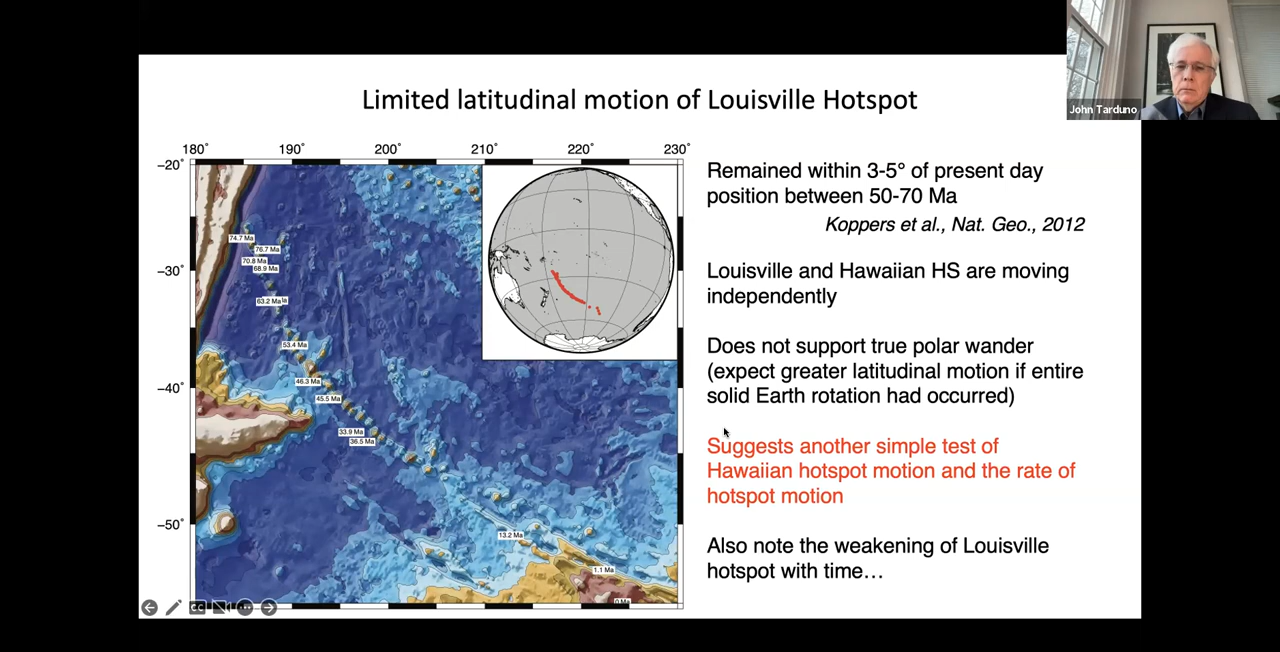 John Tarduno
Limited latitudinal motion of Louisville Hotspot
180°
190°
200°
210°
220°
230°
−20°
−30°
−40°
−50°
74.7 Ma
76.7 Ma
70.8 Ma
68.9 Ma
63.2 Ma
53.4 Ma
46.3 Ma
45.5 Ma
33.9 Ma
36.5 Ma
13.2 Ma
1.1 Ma
Remained within 3-5° of present day
position between 50-70 Ma
Koppers et al., Nat. Geo., 2012
Louisville and Hawaiian HS are moving
independently
Does not support true polar wander
(expect greater latitudinal motion if entire
solid Earth rotation had occurred)
Suggests another simple test of
Hawaiian hotspot motion and the rate of
hotspot motion
Also note the weakening of Louisville
hotspot with time…
CC